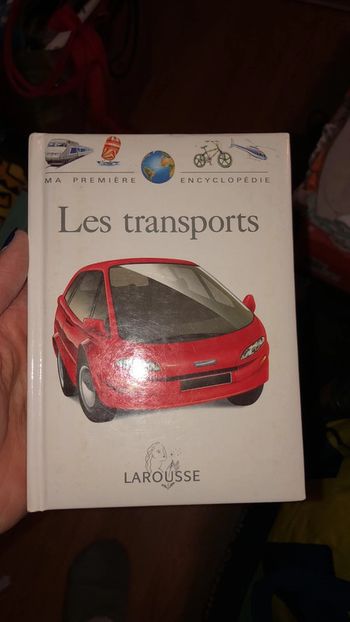 MA PREMIÈRE ENCYCLOPÉDIE
Les transports
LAROUSSE